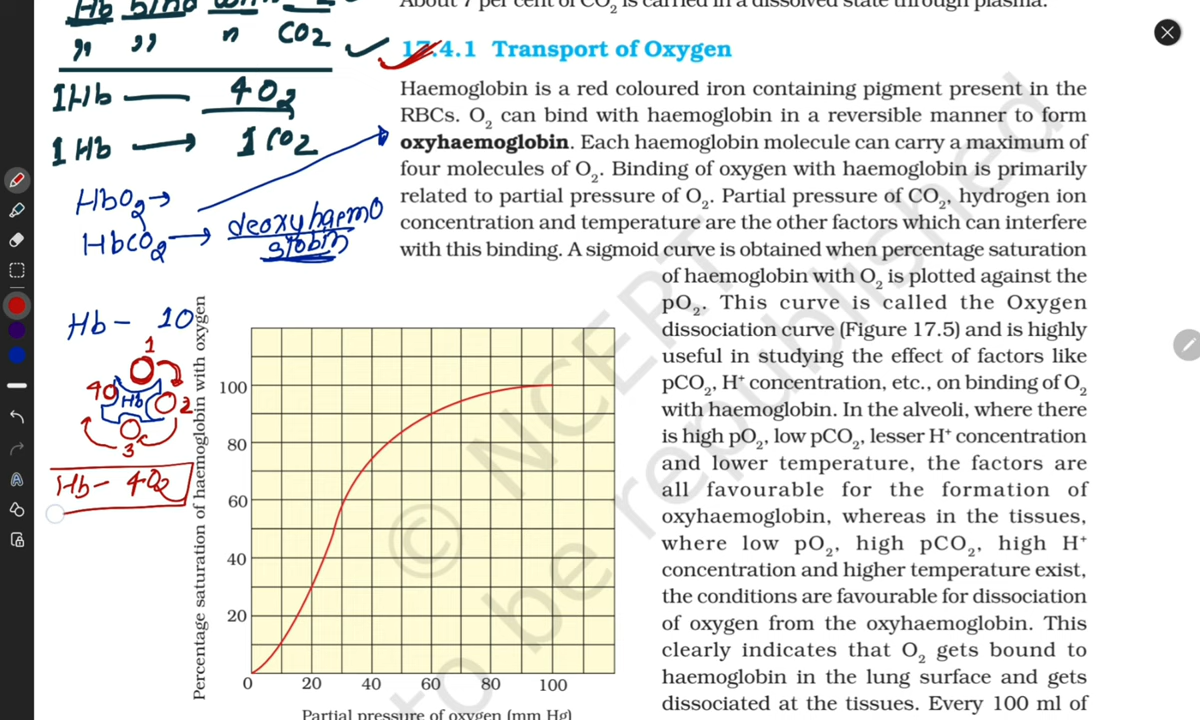 Hb bind with
" " n CO2
1Hb — 4O2
1 Hb → 1 CO2
HbO2→
HbCO2→ deoxyhaemo
globin
Hb - 10
1
4
Hb
2
3
Hb- 4O2
About 7 per cent of CO2 is carried in a dissolved state through plasma.
17.4.1 Transport of Oxygen
Haemoglobin is a red coloured iron containing pigment present in the
RBCs. O2 can bind with haemoglobin in a reversible manner to form
oxyhaemoglobin. Each haemoglobin molecule can carry a maximum of
four molecules of O2. Binding of oxygen with haemoglobin is primarily
related to partial pressure of O2. Partial pressure of CO2, hydrogen ion
concentration and temperature are the other factors which can interfere
with this binding. A sigmoid curve is obtained when percentage saturation
of haemoglobin with O2 is plotted against the
pO2. This curve is called the Oxygen
dissociation curve (Figure 17.5) and is highly
useful in studying the effect of factors like
pCO2, H+ concentration, etc., on binding of O2
with haemoglobin. In the alveoli, where there
is high pO2, low pCO2, lesser H+ concentration
and lower temperature, the factors are
all favourable for the formation of
oxyhaemoglobin, whereas in the tissues,
where low pO2, high pCO2, high H+
concentration and higher temperature exist,
the conditions are favourable for dissociation
of oxygen from the oxyhaemoglobin. This
clearly indicates that O2 gets bound to
haemoglobin in the lung surface and gets
dissociated at the tissues. Every 100 ml of
Percentage saturation of haemoglobin with oxygen
100
80
60
40
20
0 20 40 60 80 100
Partial pressure of oxygen (mm Hg)
© NCERT
to be republished